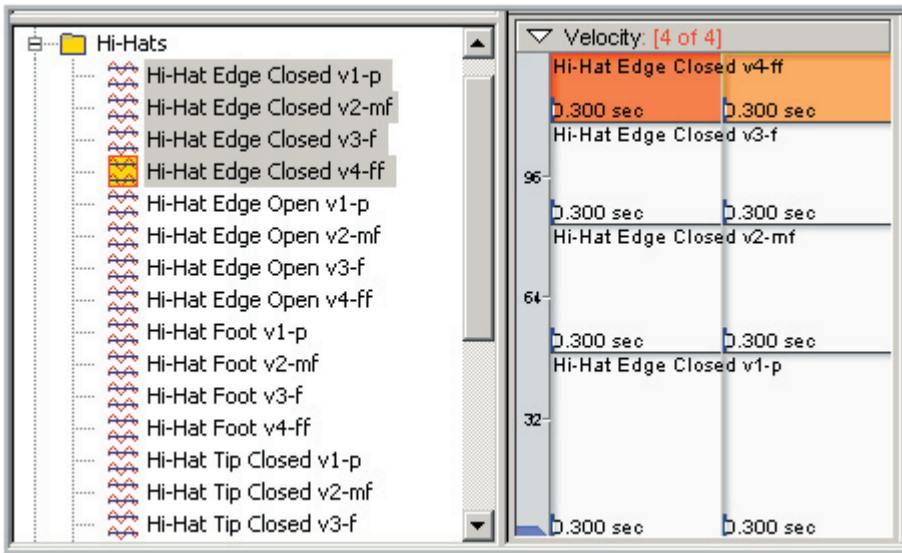 Hi-Hats
Hi-Hat Edge Closed v1-p
Hi-Hat Edge Closed v2-mf
Hi-Hat Edge Closed v3-f
Hi-Hat Edge Closed v4-ff
Hi-Hat Edge Open v1-p
Hi-Hat Edge Open v2-mf
Hi-Hat Edge Open v3-f
Hi-Hat Edge Open v4-ff
Hi-Hat Foot v1-p
Hi-Hat Foot v2-mf
Hi-Hat Foot v3-f
Hi-Hat Foot v4-ff
Hi-Hat Tip Closed v1-p
Hi-Hat Tip Closed v2-mf
Hi-Hat Tip Closed v3-f
Velocity: [4 of 4]
Hi-Hat Edge Closed v4-ff
0.300 sec 0.300 sec
Hi-Hat Edge Closed v3-f
96
0.300 sec 0.300 sec
Hi-Hat Edge Closed v2-mf
64
0.300 sec 0.300 sec
Hi-Hat Edge Closed v1-p
32
0.300 sec 0.300 sec